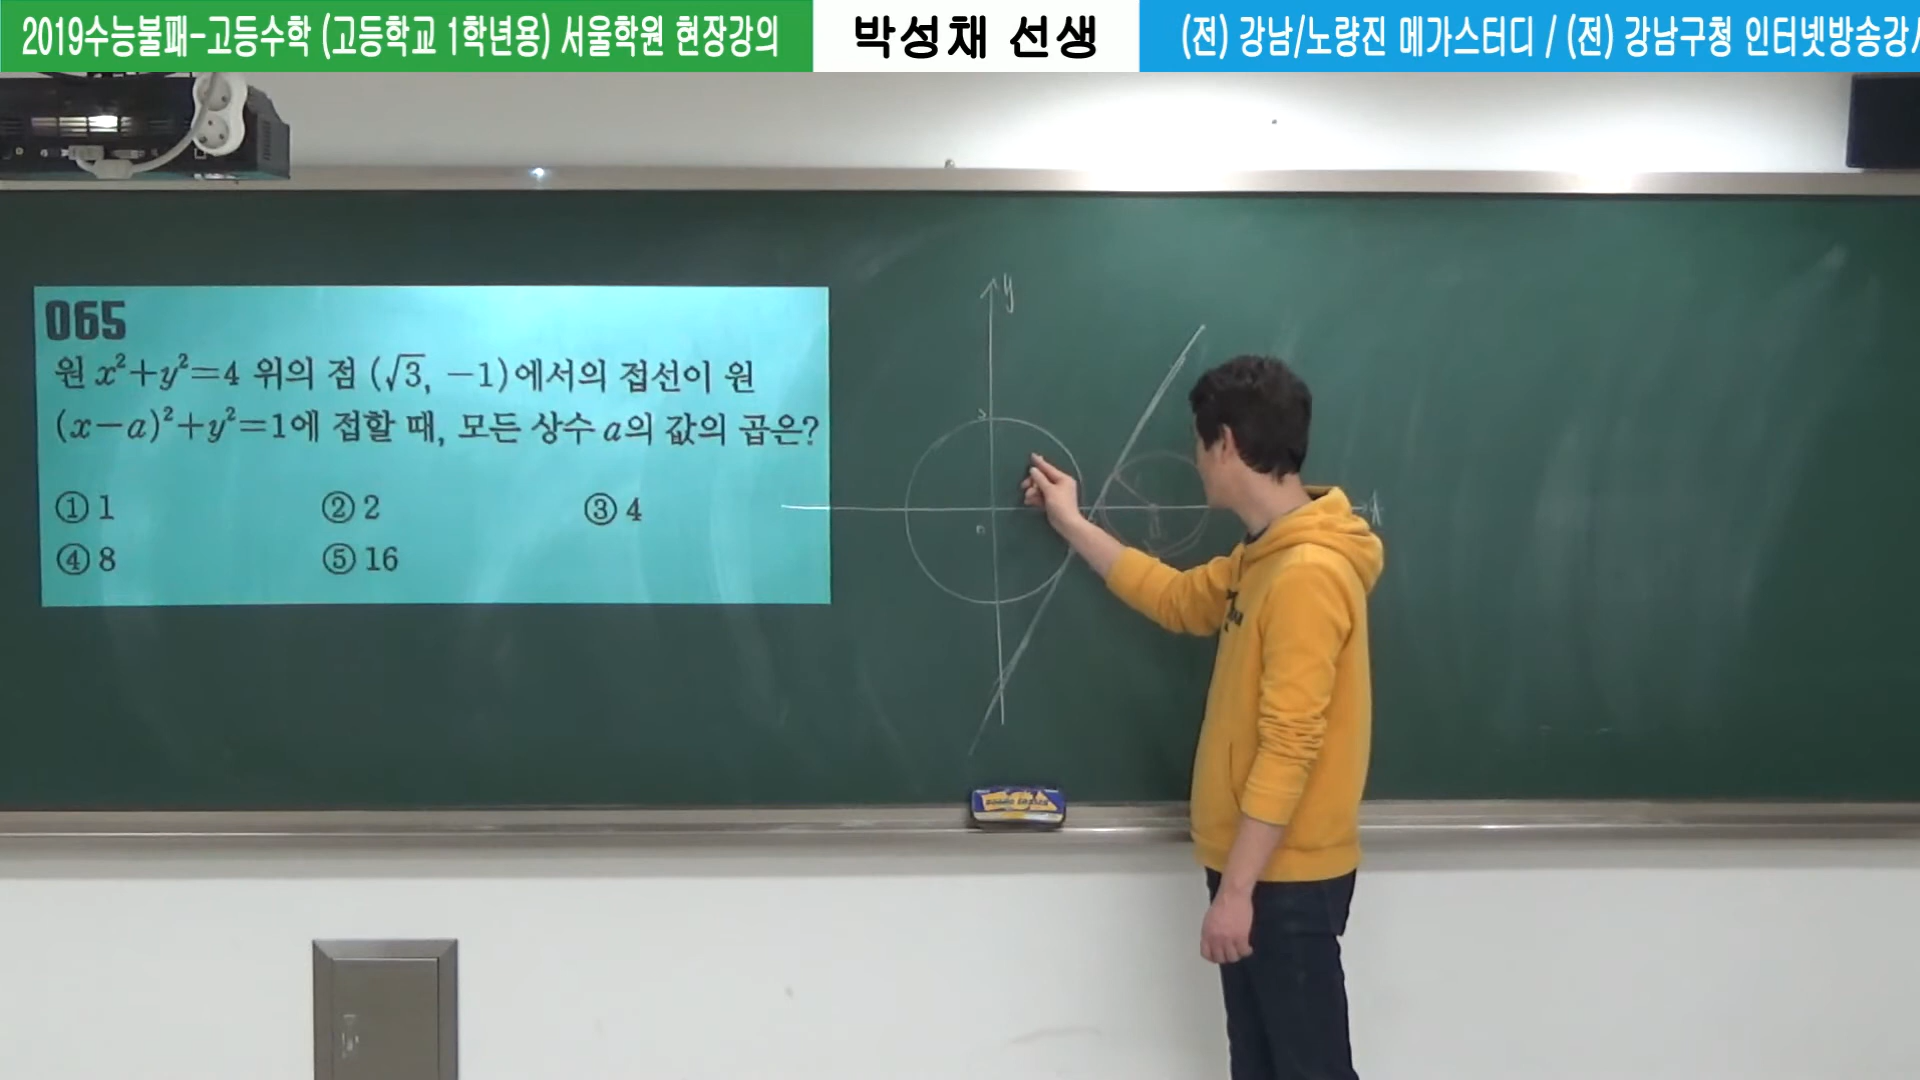 2019수능불패-고등수학 (고등학교 1학년용) 서울학원 현장강의
박성채 선생
(전) 강남/노량진 메가스터디 / (전) 강남구청 인터넷방송강사
065
원 x²+y²=4 위의 점 (√3, −1)에서의 접선이 원
(x−a)²+y²=1에 접할 때, 모든 상수 a의 값의 곱은?
① 1 ② 2 ③ 4
④ 8 ⑤ 16
y
x